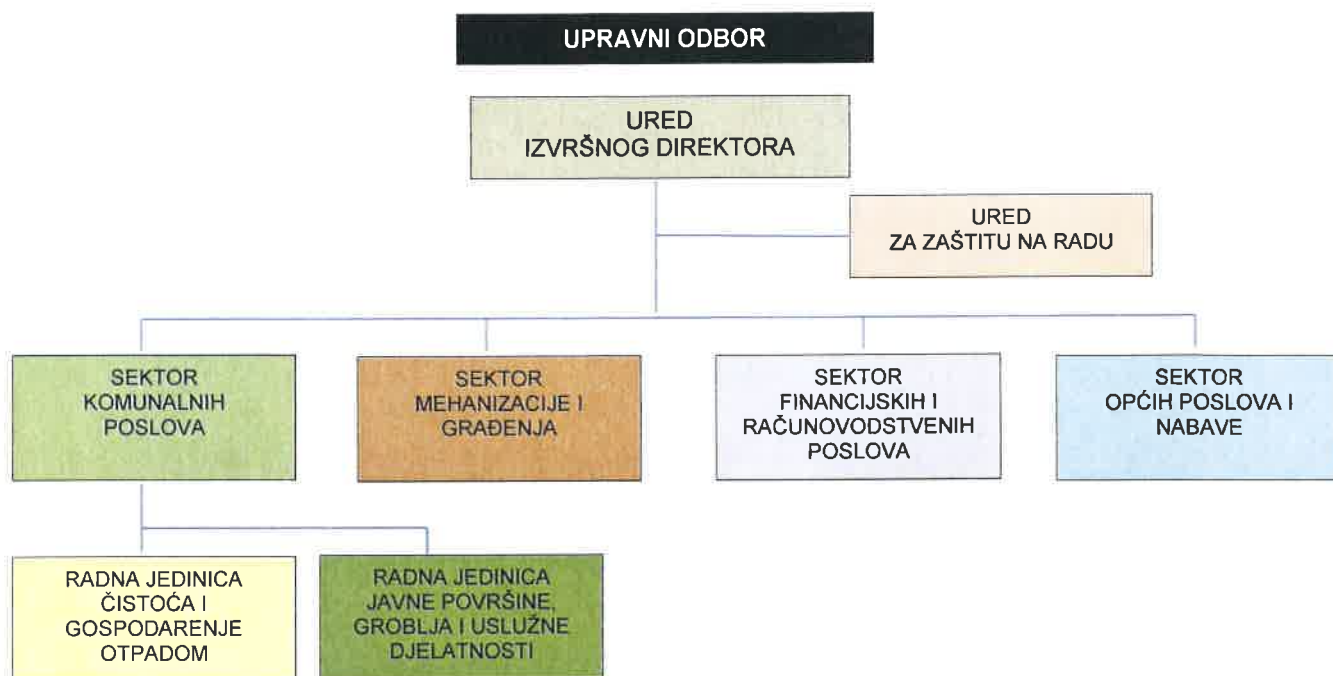 UPRAVNI ODBOR
URED
IZVRŠNOG DIREKTORA
URED
ZA ZAŠTITU NA RADU
SEKTOR
KOMUNALNIH
POSLOVA
SEKTOR
MEHANIZACIJE I
GRAĐENJA
SEKTOR
FINANCIJSKIH I
RAČUNOVODSTVENIH
POSLOVA
SEKTOR
OPĆIH POSLOVA I
NABAVE
RADNA JEDINICA
ČISTOĆA I
GOSPODARENJE
OTPADOM
RADNA JEDINICA
JAVNE POVRŠINE,
GROBLJA I USLUŽNE
DJELATNOSTI